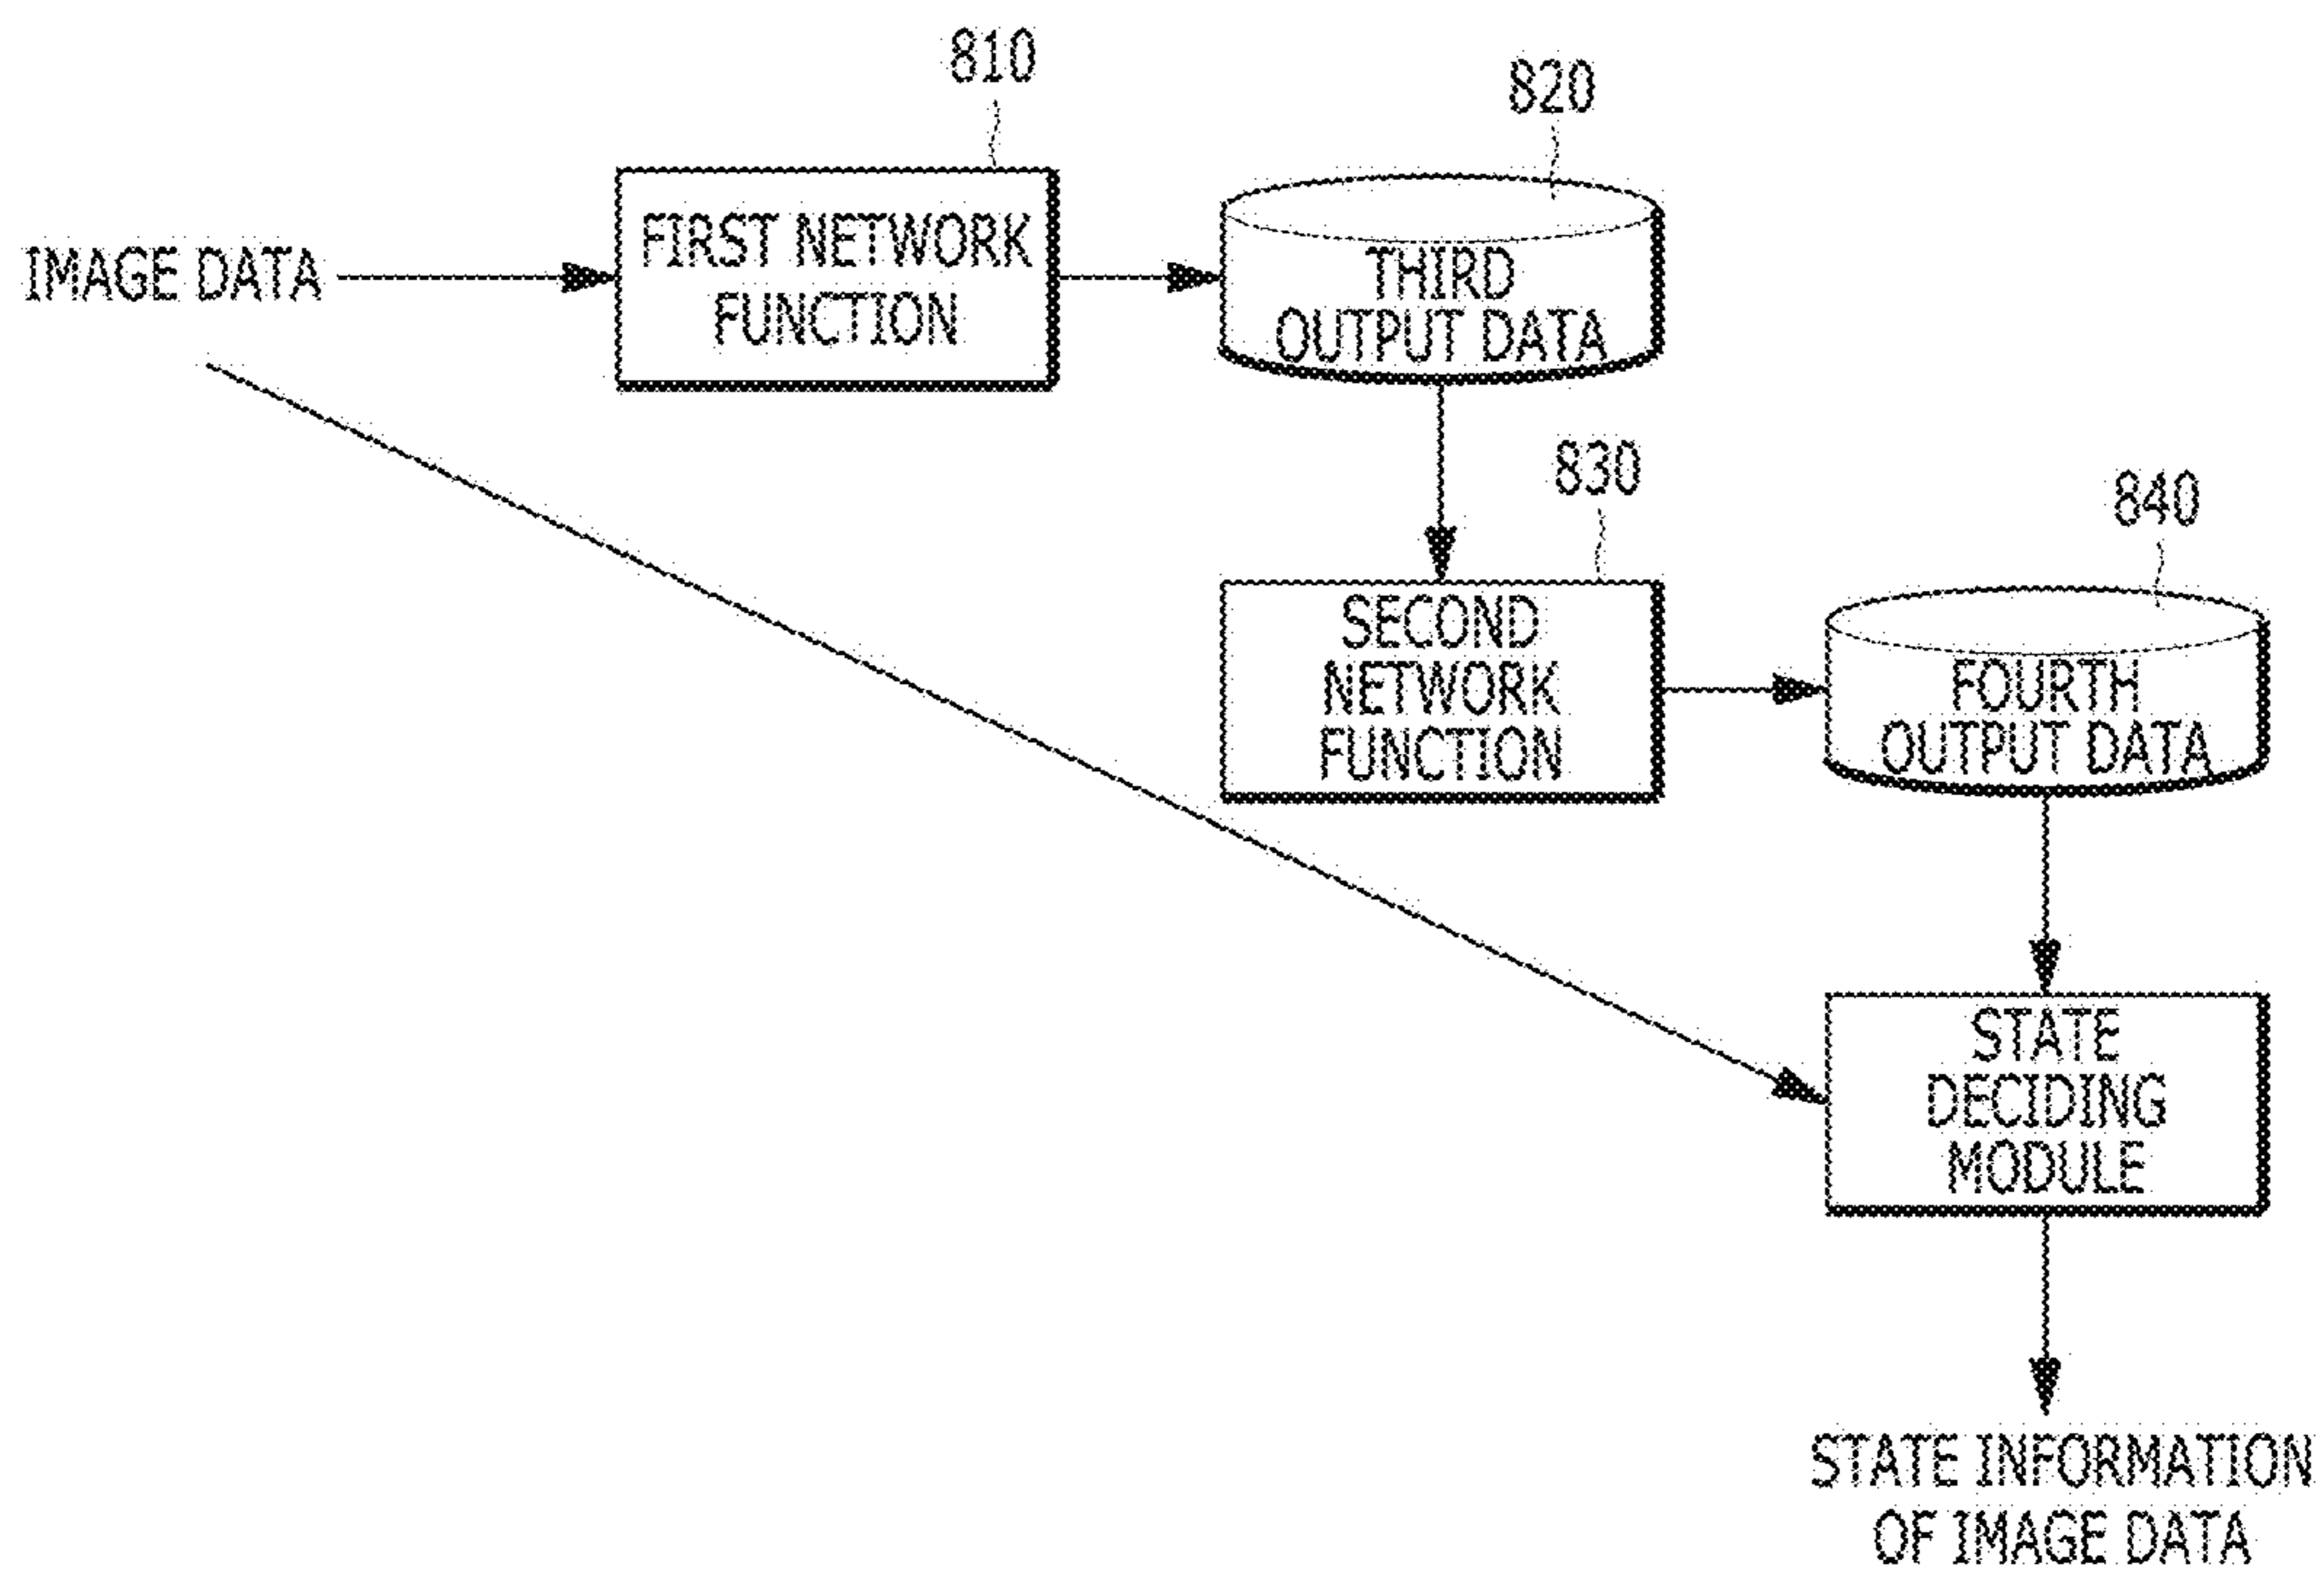 810
820
IMAGE DATA
FIRST NETWORK
FUNCTION
THIRD
OUTPUT DATA
830
840
SECOND
NETWORK
FUNCTION
FOURTH
OUTPUT DATA
STATE
DECIDING
MODULE
STATE INFORMATION
OF IMAGE DATA